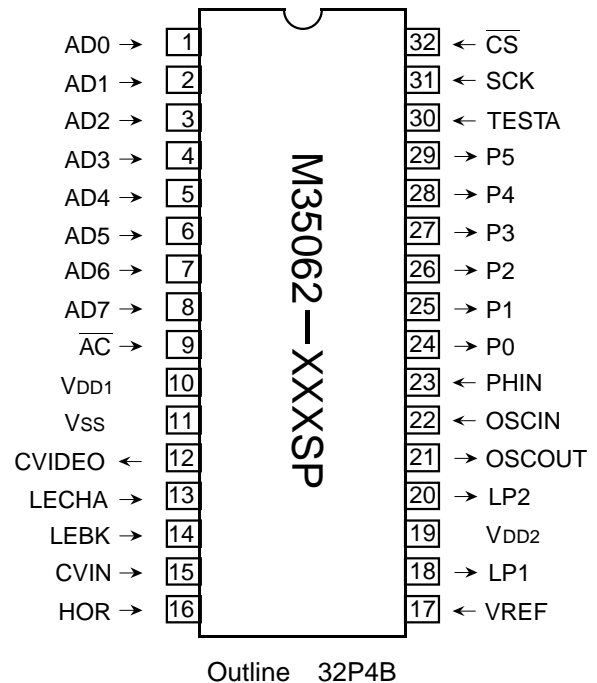 AD0 → 1 32 ← C̅S̅
AD1 → 2 31 ← SCK
AD2 → 3 30 ← TESTA
AD3 → 4 29 → P5
AD4 → 5 28 → P4
AD5 → 6 27 → P3
AD6 → 7 26 → P2
AD7 → 8 25 → P1
A̅C̅ → 9 24 → P0
VDD1 10 23 ← PHIN
VSS 11 22 ← OSCIN
CVIDEO ← 12 21 → OSCOUT
LECHA → 13 20 → LP2
LEBK → 14 19 VDD2
CVIN → 15 18 → LP1
HOR → 16 17 ← VREF
M35062—XXXSP
Outline 32P4B